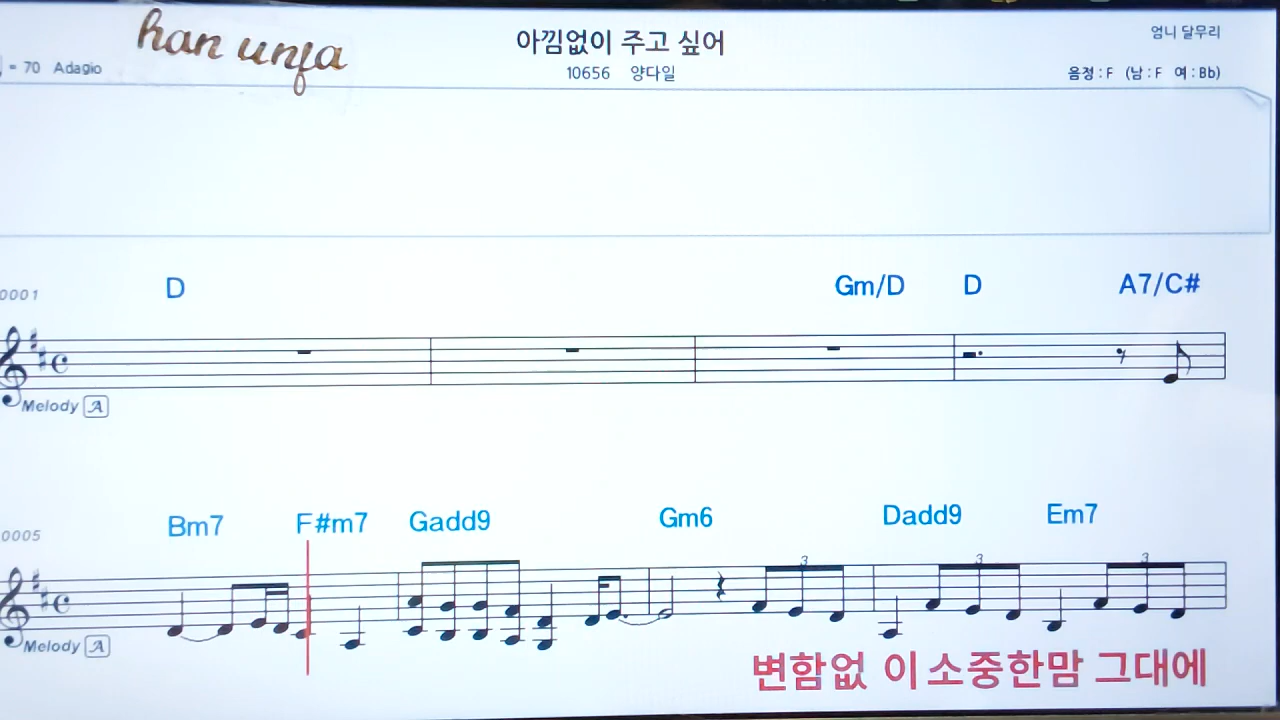 han unja
아낌없이 주고 싶어
엄니 달무리
= 70 Adagio
10656 양다일
음정 : F (남 : F 여 : Bb)
0001
D Gm/D D A7/C#
Melody A
0005
Bm7 F#m7 Gadd9 Gm6 Dadd9 Em7
3 3 3
Melody A
변함없 이 소중한맘 그대에